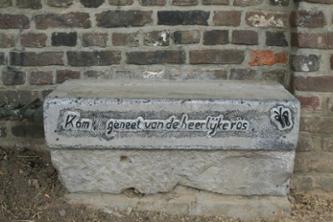 Kom, geneet van de heerlijke rös